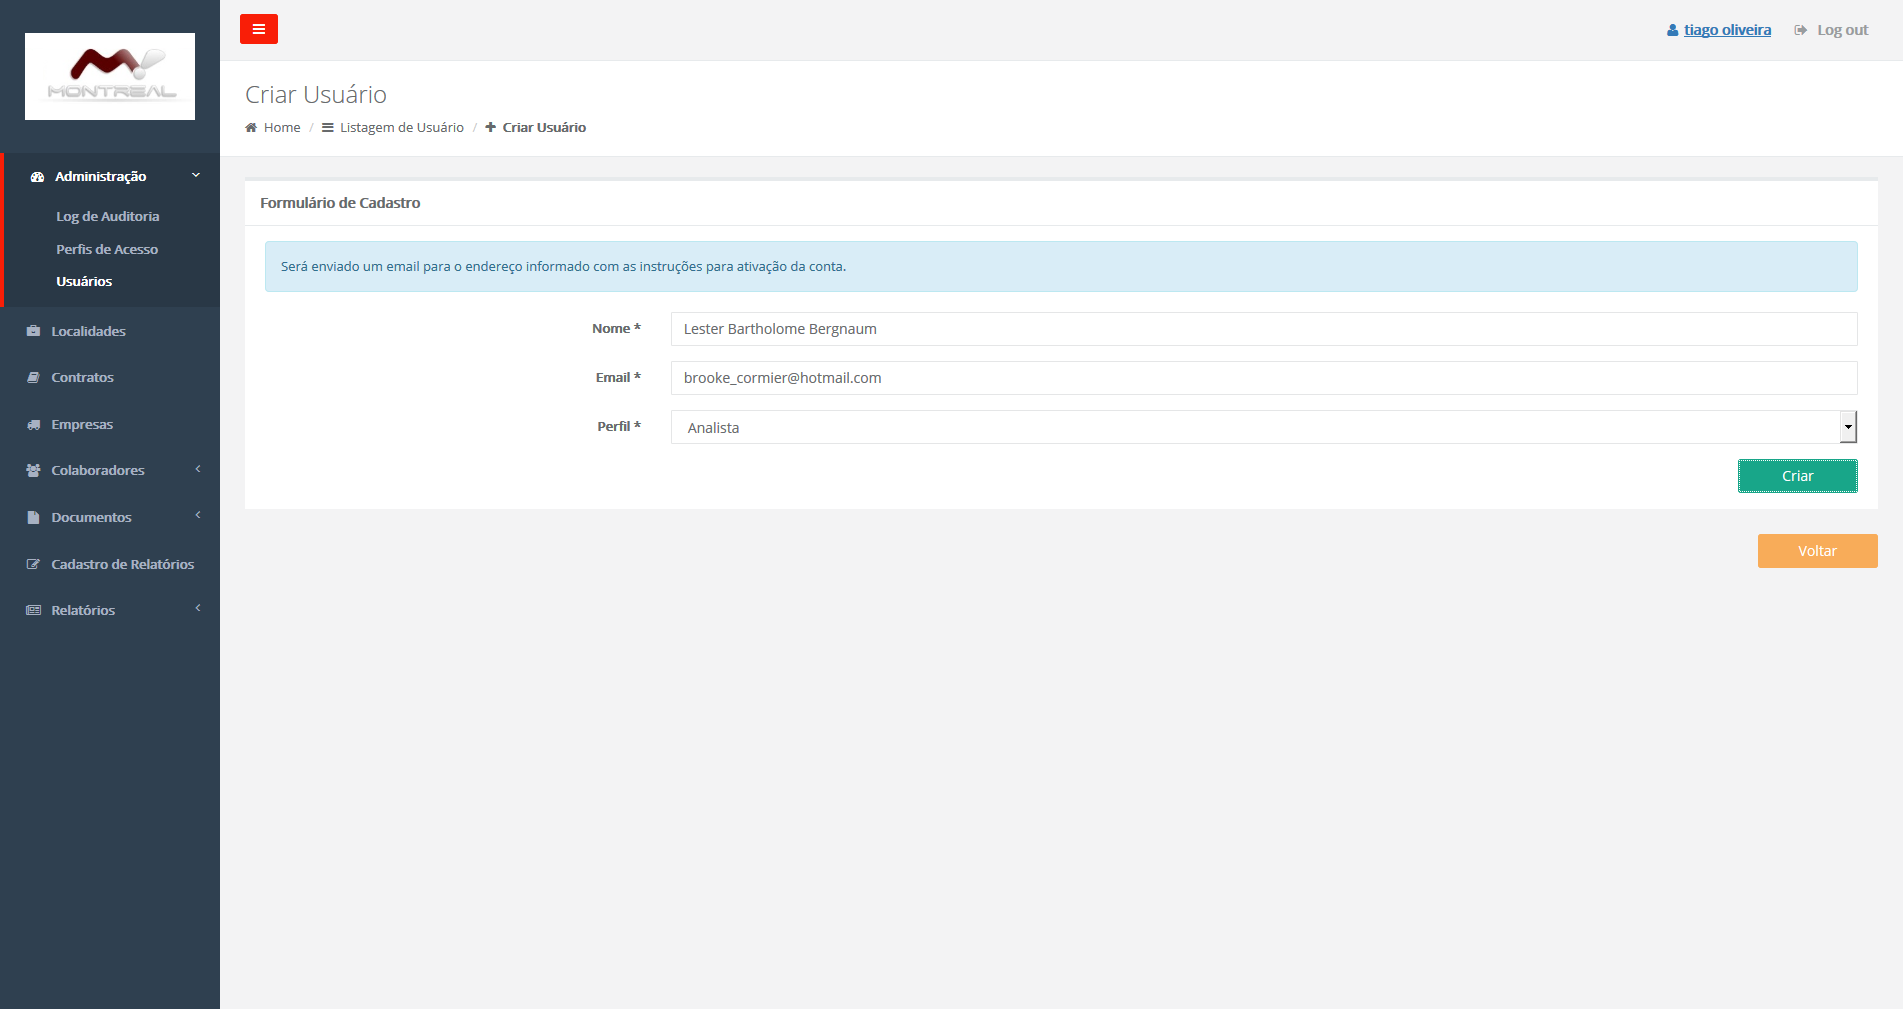 MONTREAL
tiago oliveira
Log out
Criar Usuário
Home / Listagem de Usuário / Criar Usuário
Administração
Log de Auditoria
Perfis de Acesso
Usuários
Localidades
Contratos
Empresas
Colaboradores
Documentos
Cadastro de Relatórios
Relatórios
Formulário de Cadastro
Será enviado um email para o endereço informado com as instruções para ativação da conta.
Nome * Lester Bartholome Bergnaum
Email * brooke_cormier@hotmail.com
Perfil * Analista
Criar
Voltar